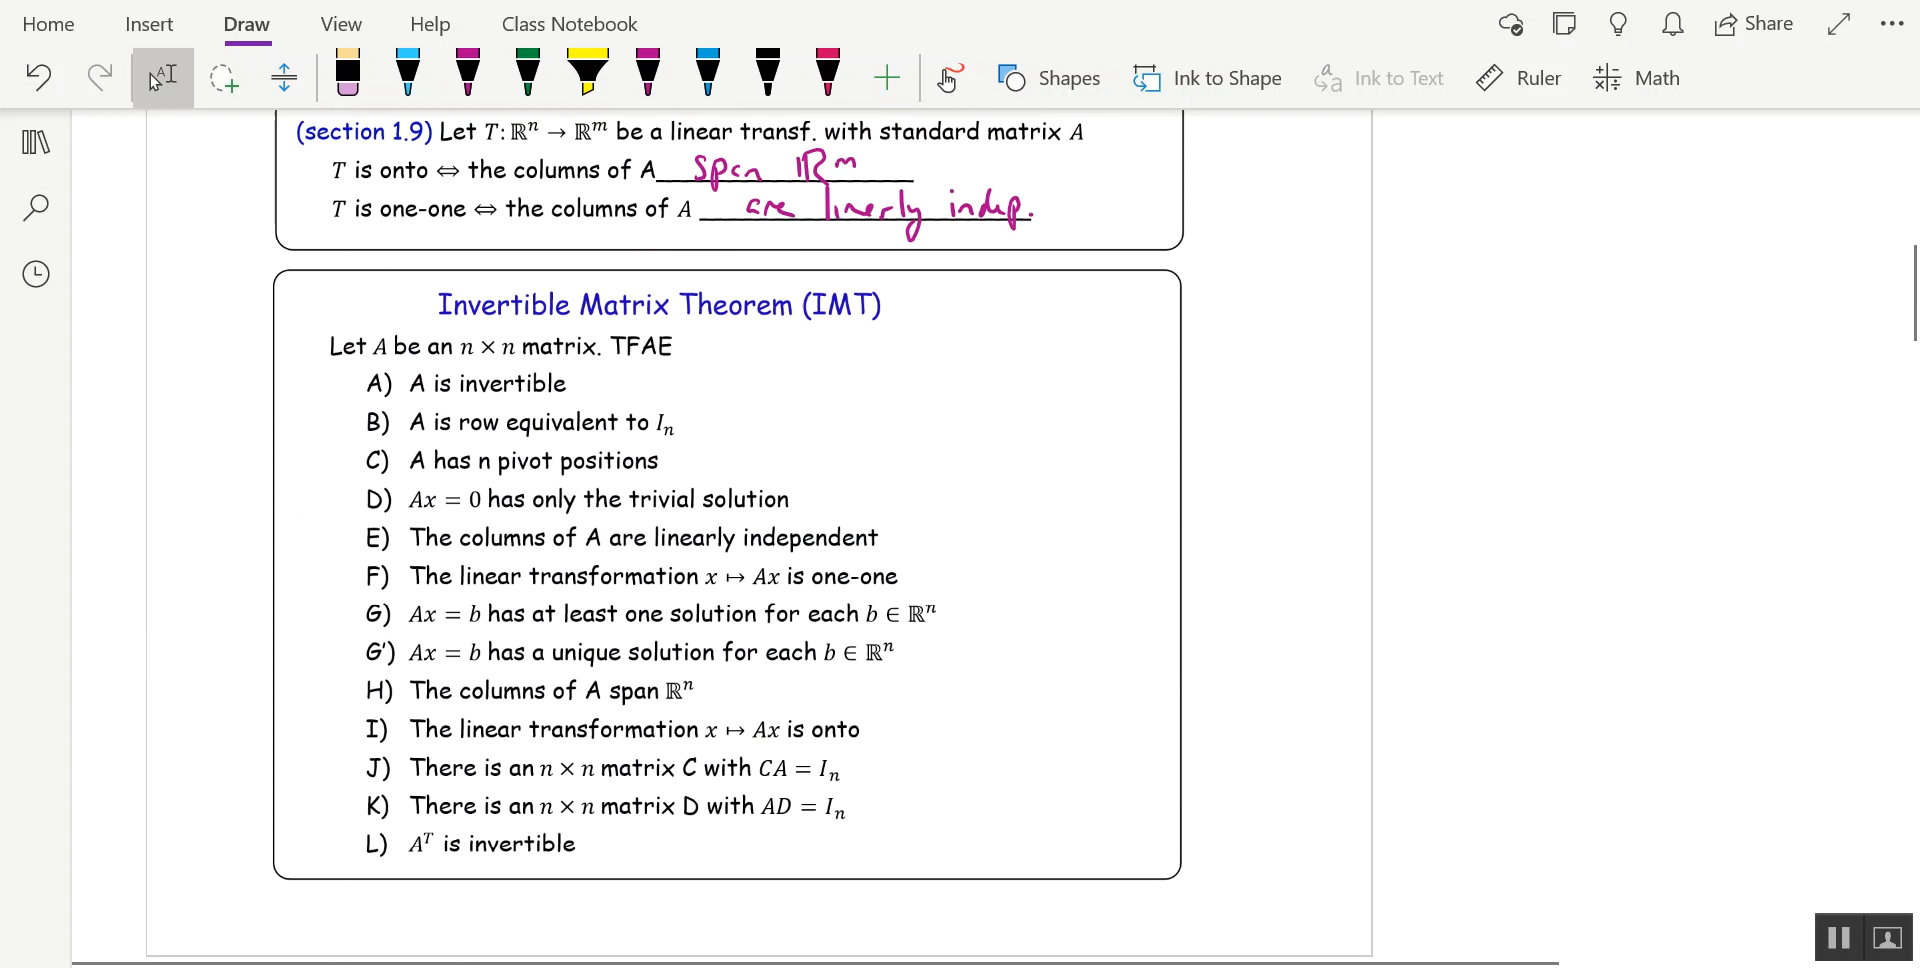 Home Insert Draw View Help Class Notebook Share
Shapes Ink to Shape Ink to Text Ruler Math
(section 1.9) Let T: ℝⁿ → ℝᵐ be a linear transf. with standard matrix A
T is onto ⇔ the columns of A span ℝᵐ
T is one-one ⇔ the columns of A are linerly indep.
Invertible Matrix Theorem (IMT)
Let A be an n × n matrix. TFAE
A) A is invertible
B) A is row equivalent to Iₙ
C) A has n pivot positions
D) Ax = 0 has only the trivial solution
E) The columns of A are linearly independent
F) The linear transformation x ↦ Ax is one-one
G) Ax = b has at least one solution for each b ∈ ℝⁿ
G') Ax = b has a unique solution for each b ∈ ℝⁿ
H) The columns of A span ℝⁿ
I) The linear transformation x ↦ Ax is onto
J) There is an n × n matrix C with CA = Iₙ
K) There is an n × n matrix D with AD = Iₙ
L) Aᵀ is invertible